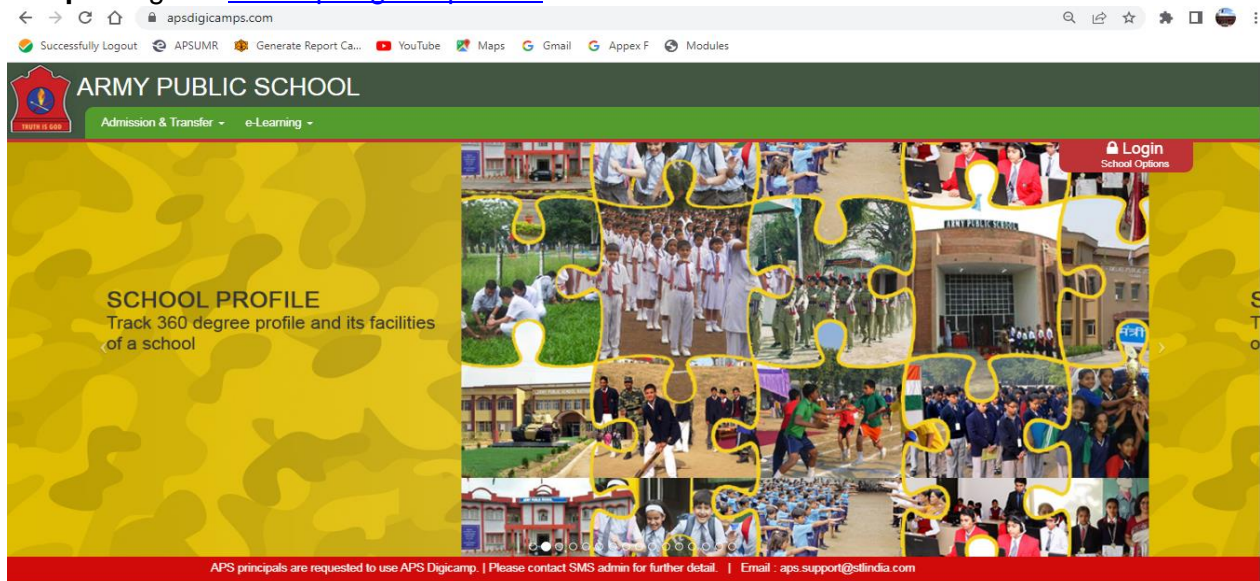 apsdigicamps.com
Successfully Logout APSUMR Generate Report Ca... YouTube Maps Gmail Appex F Modules
ARMY PUBLIC SCHOOL
TRUTH IS GOD
Admission & Transfer e-Learning
Login
School Options
ARMY PUBLIC SCHOOL
SCHOOL PROFILE
Track 360 degree profile and its facilities
of a school
मंत्री
APS principals are requested to use APS Digicamp. | Please contact SMS admin for further detail. | Email : aps.support@stlindia.com